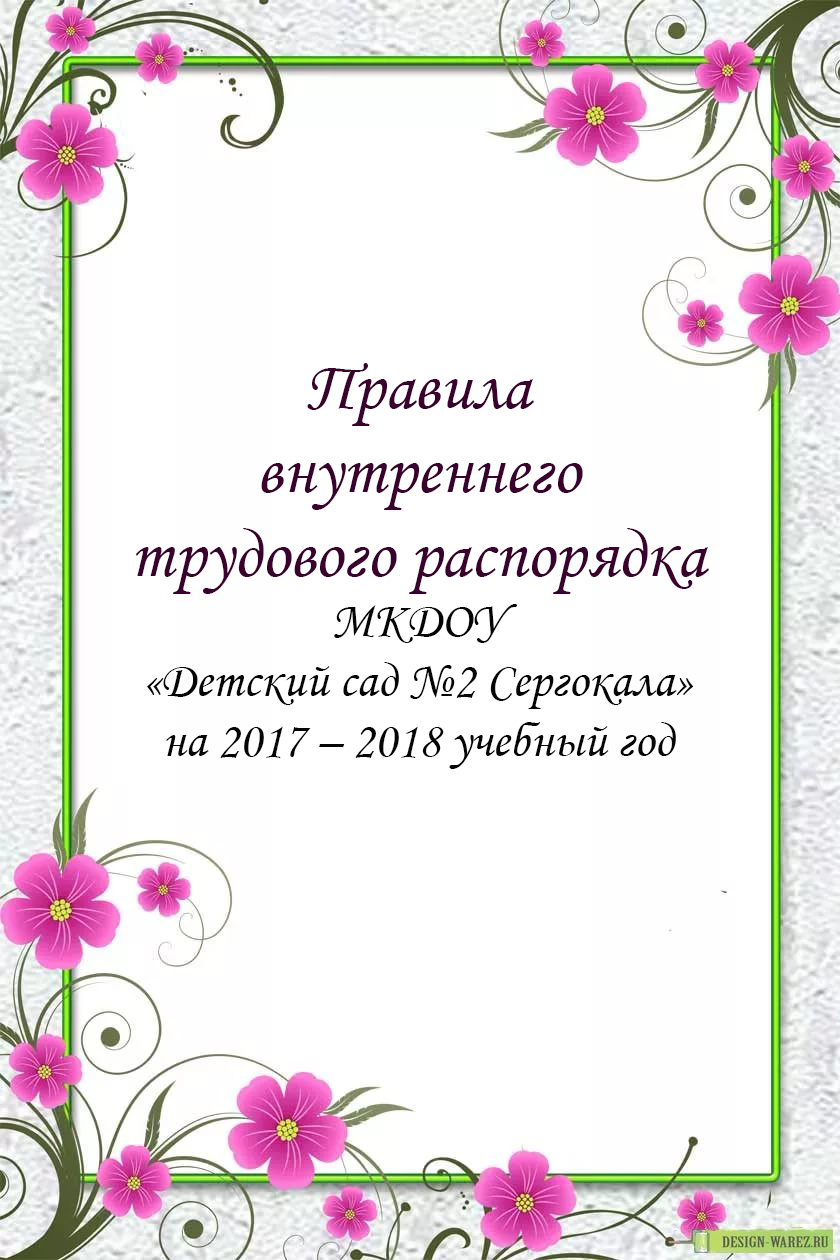 Правила
внутреннего
трудового распорядка
МКДОУ
«Детский сад №2 Сергокала»
на 2017 – 2018 учебный год
DESIGN-WAREZ.RU